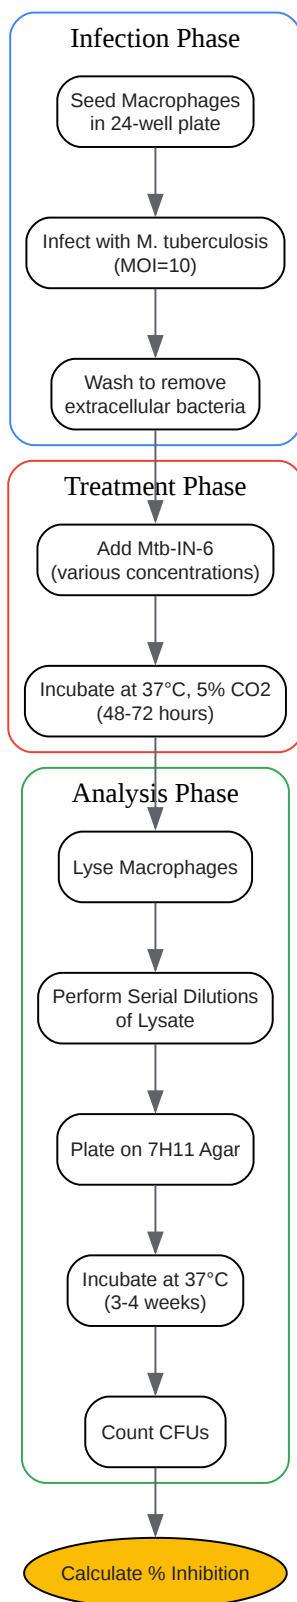 Infection Phase
Seed Macrophages
in 24-well plate
Infect with M. tuberculosis
(MOI=10)
Wash to remove
extracellular bacteria
Treatment Phase
Add Mtb-IN-6
(various concentrations)
Incubate at 37°C, 5% CO2
(48-72 hours)
Analysis Phase
Lyse Macrophages
Perform Serial Dilutions
of Lysate
Plate on 7H11 Agar
Incubate at 37°C
(3-4 weeks)
Count CFUs
Calculate % Inhibition